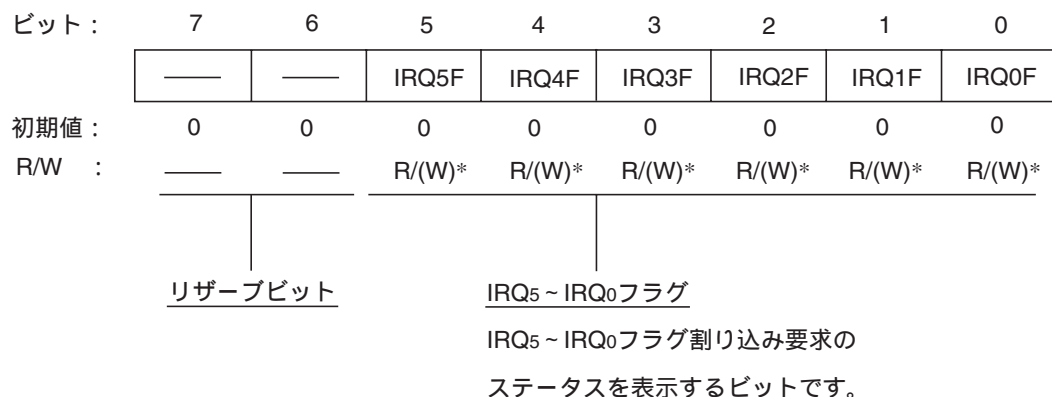 ビット： 7 6 5 4 3 2 1 0
—— —— IRQ5F IRQ4F IRQ3F IRQ2F IRQ1F IRQ0F
初期値： 0 0 0 0 0 0 0 0
R/W ： —— —— R/(W)* R/(W)* R/(W)* R/(W)* R/(W)* R/(W)*
リザーブビット IRQ5～IRQ0フラグ
IRQ5～IRQ0フラグ割り込み要求の
ステータスを表示するビットです。